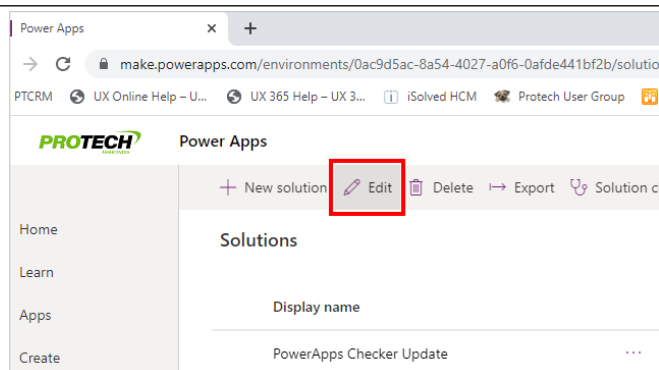 Power Apps
make.powerapps.com/environments/0ac9d5ac-8a54-4027-a0f6-0afde441bf2b/solutio
PTCRM UX Online Help – U... UX 365 Help – UX 3... iSolved HCM Protech User Group
PROTECH Power Apps
ASSOCIATES
New solution Edit Delete Export Solution c
Home
Solutions
Learn
Display name
Apps
PowerApps Checker Update ...
Create